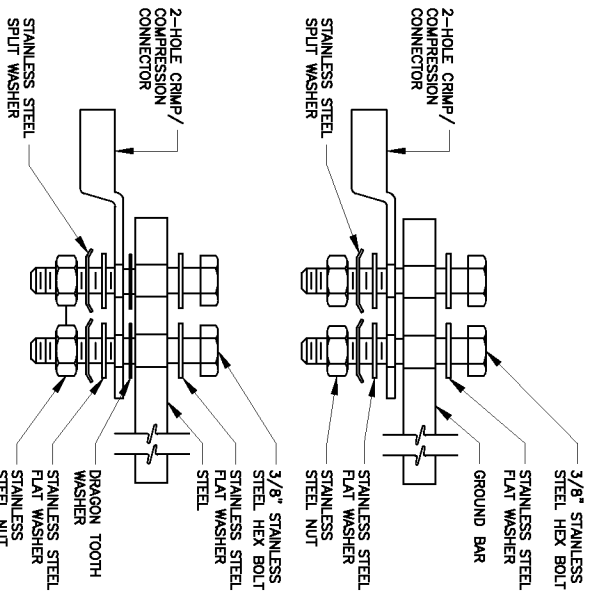 3/8" STAINLESS
STEEL HEX BOLT
STAINLESS STEEL
FLAT WASHER
GROUND BAR
STAINLESS STEEL
FLAT WASHER
STAINLESS
STEEL NUT
2-HOLE CRIMP/
COMPRESSION
CONNECTOR
STAINLESS STEEL
SPLIT WASHER
3/8" STAINLESS
STEEL HEX BOLT
STAINLESS STEEL
FLAT WASHER
STEEL
DRAGON TOOTH
WASHER
STAINLESS STEEL
FLAT WASHER
STAINLESS
STEEL NUT
2-HOLE CRIMP/
COMPRESSION
CONNECTOR
STAINLESS STEEL
SPLIT WASHER